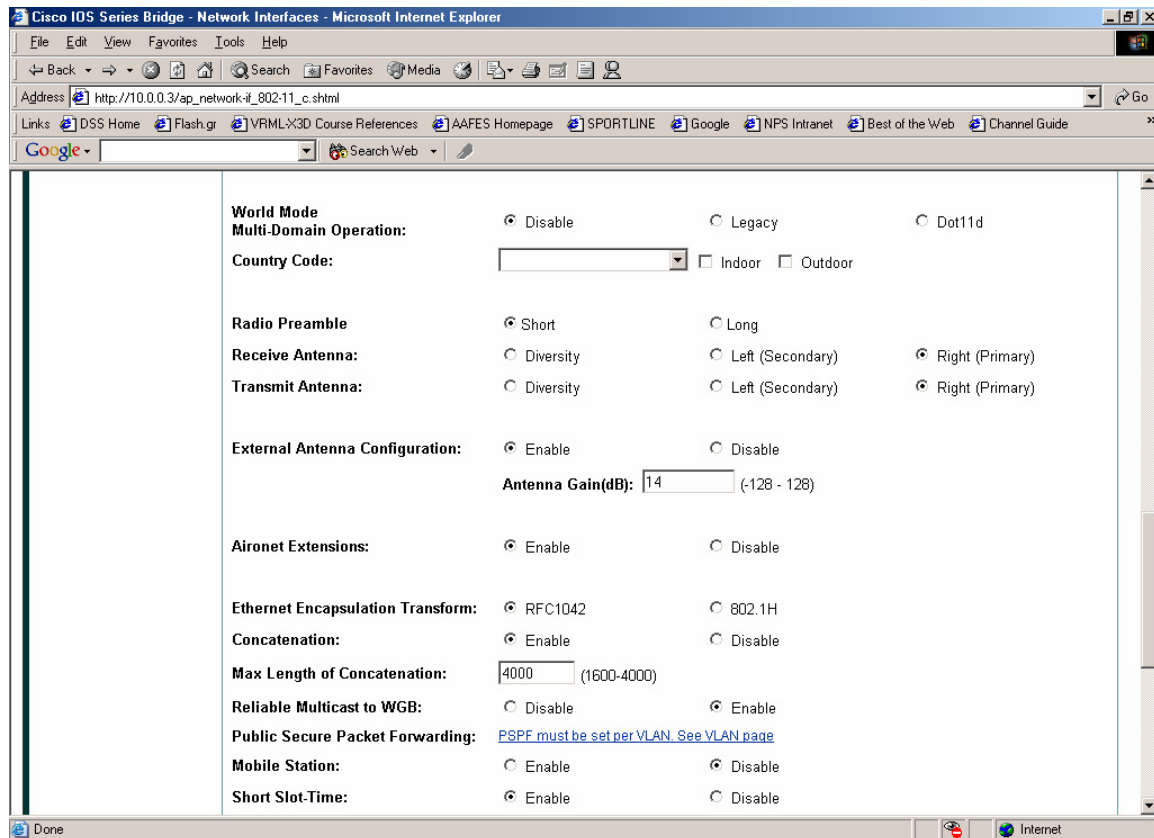 Cisco IOS Series Bridge - Network Interfaces - Microsoft Internet Explorer
File Edit View Favorites Tools Help
Back Search Favorites Media
Address http://10.0.0.3/ap_network-if_802-11_c.shtml Go
Links DSS Home Flash.gr VRML-X3D Course References AAFES Homepage SPORTLINE Google NPS Intranet Best of the Web Channel Guide »
Google Search Web
World Mode
Multi-Domain Operation: Disable Legacy Dot11d
Country Code: Indoor Outdoor
Radio Preamble Short Long
Receive Antenna: Diversity Left (Secondary) Right (Primary)
Transmit Antenna: Diversity Left (Secondary) Right (Primary)
External Antenna Configuration: Enable Disable
Antenna Gain(dB): 14 (-128 - 128)
Aironet Extensions: Enable Disable
Ethernet Encapsulation Transform: RFC1042 802.1H
Concatenation: Enable Disable
Max Length of Concatenation: 4000 (1600-4000)
Reliable Multicast to WGB: Disable Enable
Public Secure Packet Forwarding: PSPF must be set per VLAN. See VLAN page
Mobile Station: Enable Disable
Short Slot-Time: Enable Disable
Done Internet